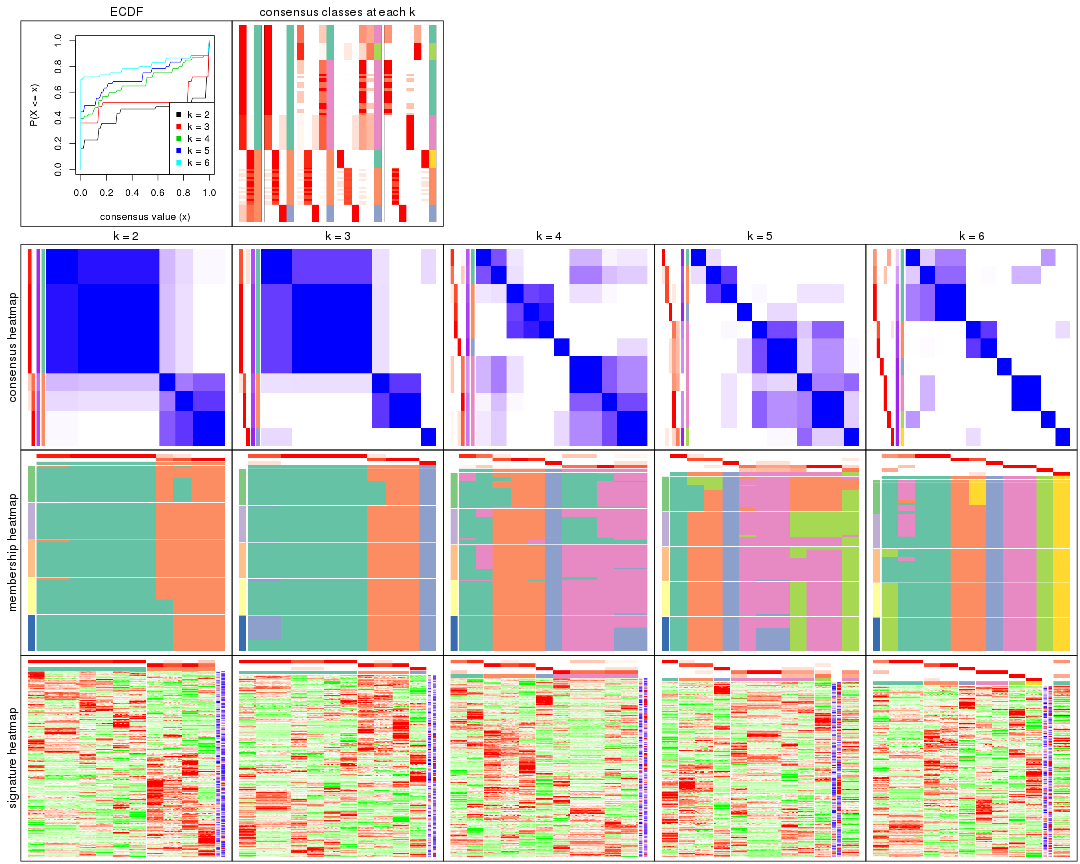 ECDF
consensus classes at each k
P(X <= x)
1.0
0.8
0.6
0.4
0.2
0.0
k = 2
k = 3
k = 4
k = 5
k = 6
0.0 0.2 0.4 0.6 0.8 1.0
consensus value (x)
k = 2
k = 3
k = 4
k = 5
k = 6
consensus heatmap
membership heatmap
signature heatmap